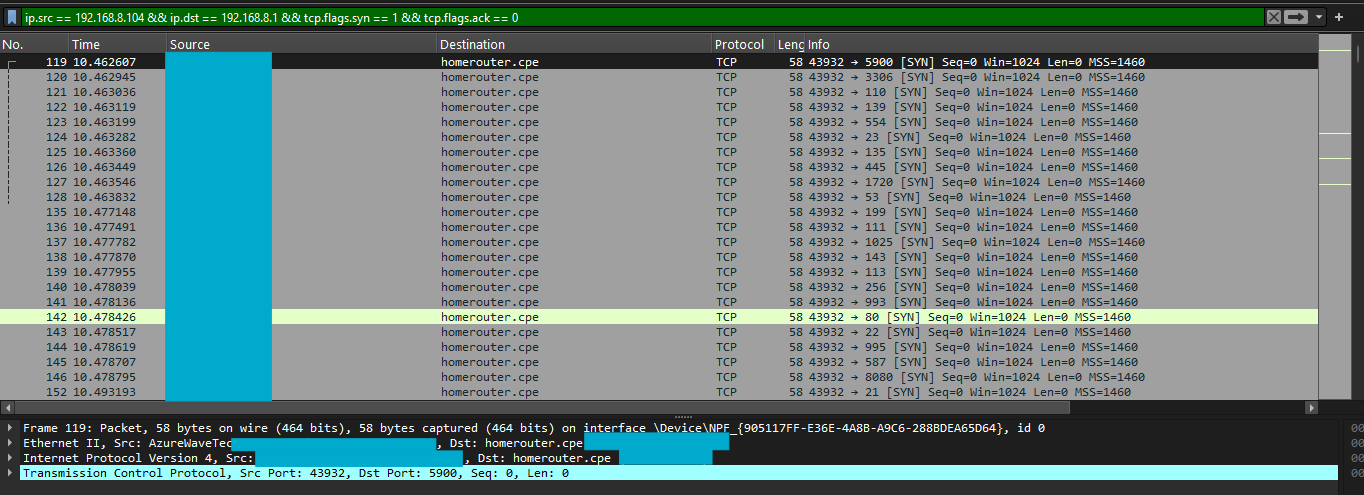 ip.src == 192.168.8.104 && ip.dst == 192.168.8.1 && tcp.flags.syn == 1 && tcp.flags.ack == 0
No. Time Source Destination Protocol Leng Info
119 10.462607 homerouter.cpe TCP 58 43932 → 5900 [SYN] Seq=0 Win=1024 Len=0 MSS=1460
120 10.462945 homerouter.cpe TCP 58 43932 → 3306 [SYN] Seq=0 Win=1024 Len=0 MSS=1460
121 10.463036 homerouter.cpe TCP 58 43932 → 110 [SYN] Seq=0 Win=1024 Len=0 MSS=1460
122 10.463119 homerouter.cpe TCP 58 43932 → 139 [SYN] Seq=0 Win=1024 Len=0 MSS=1460
123 10.463199 homerouter.cpe TCP 58 43932 → 554 [SYN] Seq=0 Win=1024 Len=0 MSS=1460
124 10.463282 homerouter.cpe TCP 58 43932 → 23 [SYN] Seq=0 Win=1024 Len=0 MSS=1460
125 10.463360 homerouter.cpe TCP 58 43932 → 135 [SYN] Seq=0 Win=1024 Len=0 MSS=1460
126 10.463449 homerouter.cpe TCP 58 43932 → 445 [SYN] Seq=0 Win=1024 Len=0 MSS=1460
127 10.463546 homerouter.cpe TCP 58 43932 → 1720 [SYN] Seq=0 Win=1024 Len=0 MSS=1460
128 10.463832 homerouter.cpe TCP 58 43932 → 53 [SYN] Seq=0 Win=1024 Len=0 MSS=1460
135 10.477148 homerouter.cpe TCP 58 43932 → 199 [SYN] Seq=0 Win=1024 Len=0 MSS=1460
136 10.477491 homerouter.cpe TCP 58 43932 → 111 [SYN] Seq=0 Win=1024 Len=0 MSS=1460
137 10.477782 homerouter.cpe TCP 58 43932 → 1025 [SYN] Seq=0 Win=1024 Len=0 MSS=1460
138 10.477870 homerouter.cpe TCP 58 43932 → 143 [SYN] Seq=0 Win=1024 Len=0 MSS=1460
139 10.477955 homerouter.cpe TCP 58 43932 → 113 [SYN] Seq=0 Win=1024 Len=0 MSS=1460
140 10.478039 homerouter.cpe TCP 58 43932 → 256 [SYN] Seq=0 Win=1024 Len=0 MSS=1460
141 10.478136 homerouter.cpe TCP 58 43932 → 993 [SYN] Seq=0 Win=1024 Len=0 MSS=1460
142 10.478426 homerouter.cpe TCP 58 43932 → 80 [SYN] Seq=0 Win=1024 Len=0 MSS=1460
143 10.478517 homerouter.cpe TCP 58 43932 → 22 [SYN] Seq=0 Win=1024 Len=0 MSS=1460
144 10.478619 homerouter.cpe TCP 58 43932 → 995 [SYN] Seq=0 Win=1024 Len=0 MSS=1460
145 10.478707 homerouter.cpe TCP 58 43932 → 587 [SYN] Seq=0 Win=1024 Len=0 MSS=1460
146 10.478795 homerouter.cpe TCP 58 43932 → 8080 [SYN] Seq=0 Win=1024 Len=0 MSS=1460
152 10.493193 homerouter.cpe TCP 58 43932 → 21 [SYN] Seq=0 Win=1024 Len=0 MSS=1460
Frame 119: Packet, 58 bytes on wire (464 bits), 58 bytes captured (464 bits) on interface \Device\NPF_{905117FF-E36E-4A8B-A9C6-288BDEA65D64}, id 0
Ethernet II, Src: AzureWaveTec , Dst: homerouter.cpe
Internet Protocol Version 4, Src: , Dst: homerouter.cpe
Transmission Control Protocol, Src Port: 43932, Dst Port: 5900, Seq: 0, Len: 0